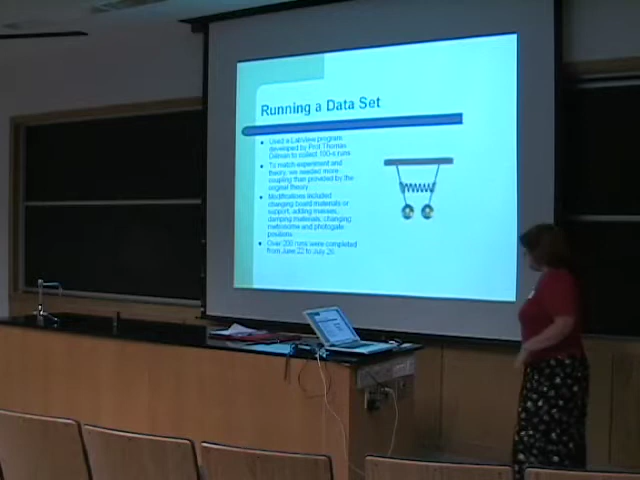 Running a Data Set
Used a LabView program
developed by Prof Thomas
to collect 100-s runs
To match experiment and
theory, we needed more
coupling than provided by the
original theory
Modifications included
changing board materials or
support, adding masses,
damping materials, changing
metronome and photogate
positions
Over 200 runs were completed
from June 22 to July 26